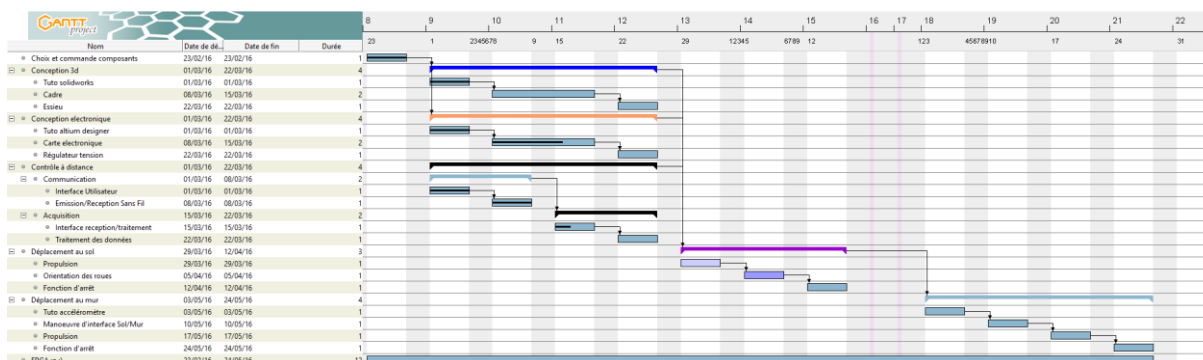 GANTT project
8 9 10 11 12 13 14 15 16 17 18 19 20 21 22
Nom Date de dé... Date de fin Durée 23 1 2345678 9 15 22 29 12345 6789 12 123 45678910 17 24 31
Choix et commande composants 23/02/16 23/02/16 1
Conception 3d 01/03/16 22/03/16 4
Tuto solidworks 01/03/16 01/03/16 1
Cadre 08/03/16 15/03/16 2
Essieu 22/03/16 22/03/16 1
Conception electronique 01/03/16 22/03/16 4
Tuto altium designer 01/03/16 01/03/16 1
Carte electronique 08/03/16 15/03/16 2
Régulateur tension 22/03/16 22/03/16 1
Contrôle à distance 01/03/16 22/03/16 4
Communication 01/03/16 08/03/16 2
Interface Utilisateur 01/03/16 01/03/16 1
Emission/Reception Sans Fil 08/03/16 08/03/16 1
Acquisition 15/03/16 22/03/16 2
Interface reception/traitement 15/03/16 15/03/16 1
Traitement des données 22/03/16 22/03/16 1
Déplacement au sol 29/03/16 12/04/16 3
Propulsion 29/03/16 29/03/16 1
Orientation des roues 05/04/16 05/04/16 1
Fonction d'arrêt 12/04/16 12/04/16 1
Déplacement au mur 03/05/16 24/05/16 4
Tuto accéléromètre 03/05/16 03/05/16 1
Manoeuvre d'interface Sol/Mur 10/05/16 10/05/16 1
Propulsion 17/05/16 17/05/16 1
Fonction d'arrêt 24/05/16 24/05/16 1